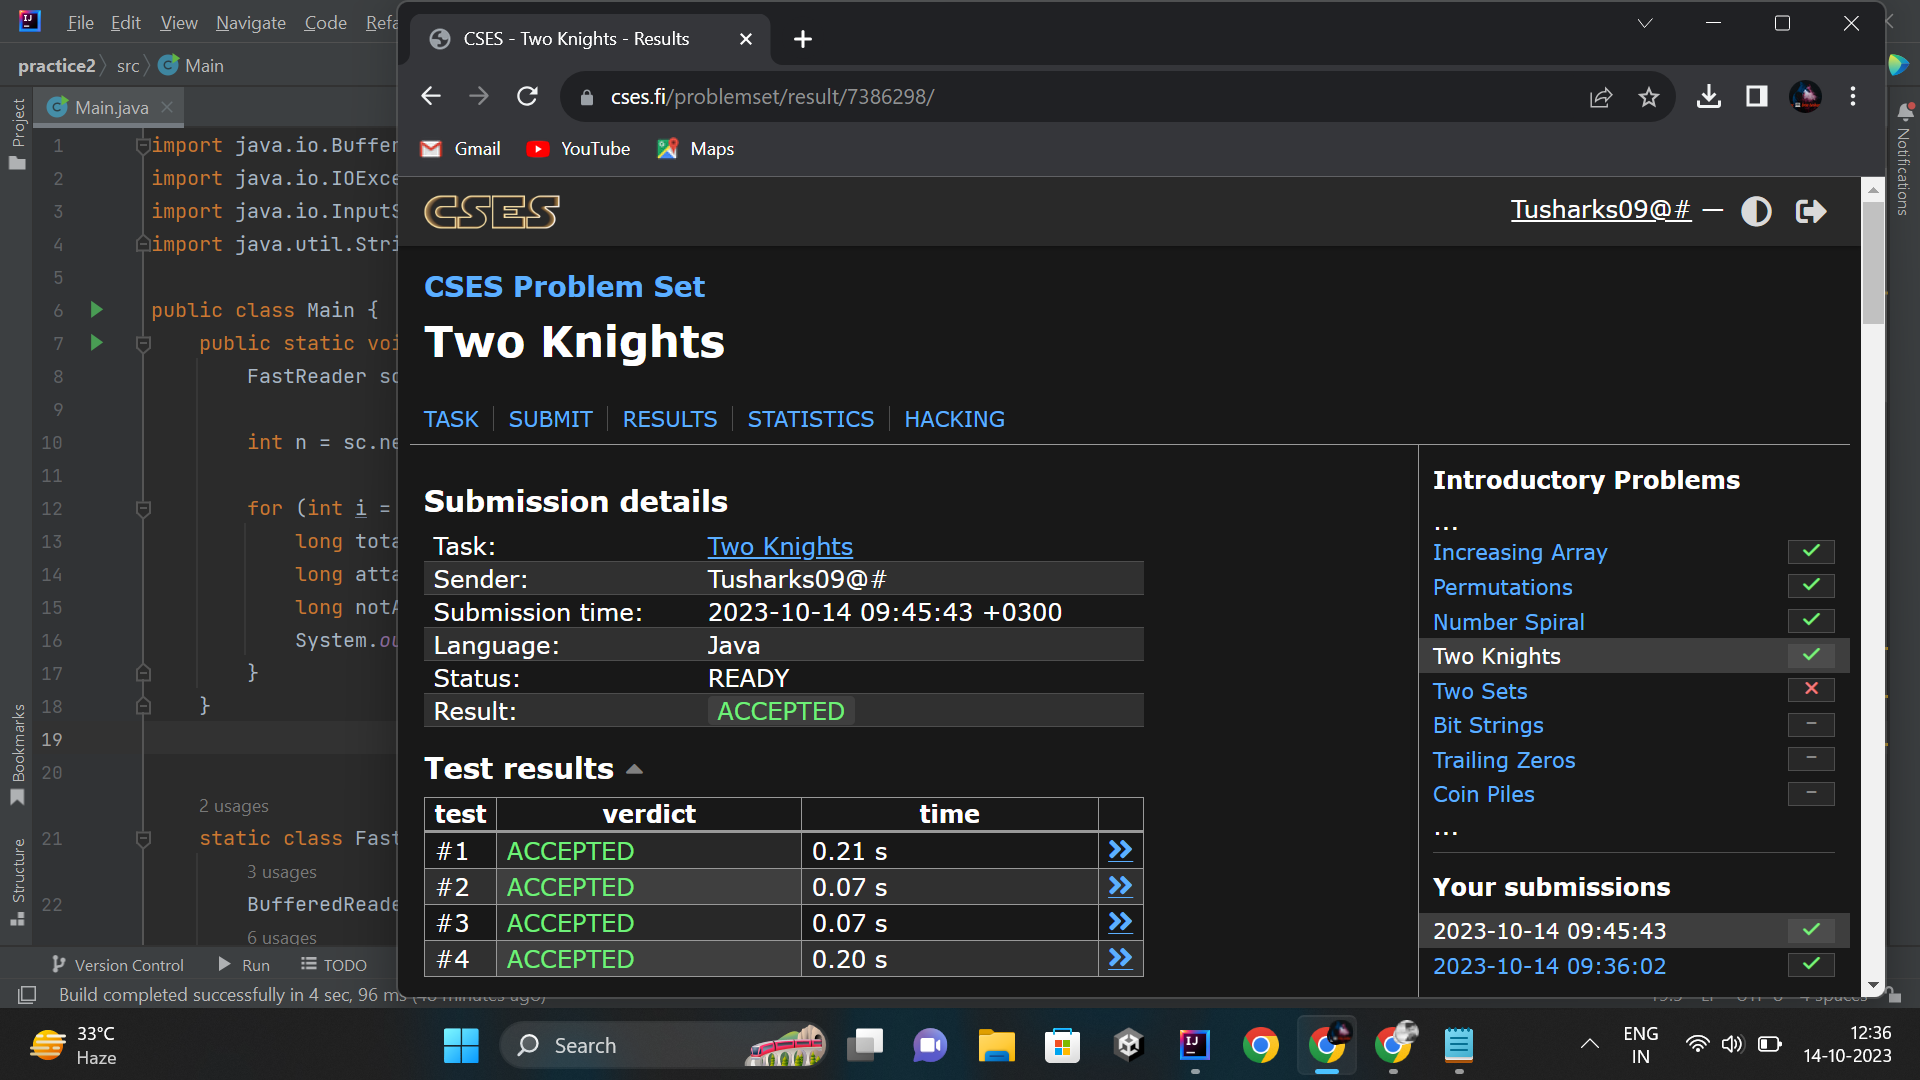 File Edit View Navigate Code Refa
practice2 src Main
Main.java
Project
Bookmarks
Structure
1 import java.io.Buffer
2 import java.io.IOExce
3 import java.io.InputS
4 import java.util.Stri
5
6 public class Main {
7 public static voi
8 FastReader sc
9
10 int n = sc.ne
11
12 for (int i =
13 long tota
14 long atta
15 long notA
16 System.ou
17 }
18 }
19
20
2 usages
21 static class Fast
3 usages
22 BufferedReade
6 usages
Version Control Run TODO
Build completed successfully in 4 sec, 96 ms
CSES - Two Knights - Results
cses.fi/problemset/result/7386298/
Gmail YouTube Maps
CSES
Tusharks09@# —
CSES Problem Set
Two Knights
TASK SUBMIT RESULTS STATISTICS HACKING
Submission details
Task: Two Knights
Sender: Tusharks09@#
Submission time: 2023-10-14 09:45:43 +0300
Language: Java
Status: READY
Result: ACCEPTED
Test results
test verdict time
#1 ACCEPTED 0.21 s
#2 ACCEPTED 0.07 s
#3 ACCEPTED 0.07 s
#4 ACCEPTED 0.20 s
Introductory Problems
...
Increasing Array
Permutations
Number Spiral
Two Knights
Two Sets
Bit Strings –
Trailing Zeros –
Coin Piles –
...
Your submissions
2023-10-14 09:45:43
2023-10-14 09:36:02
Notifications
33°C
Haze
Search
ENG
IN
12:36
14-10-2023